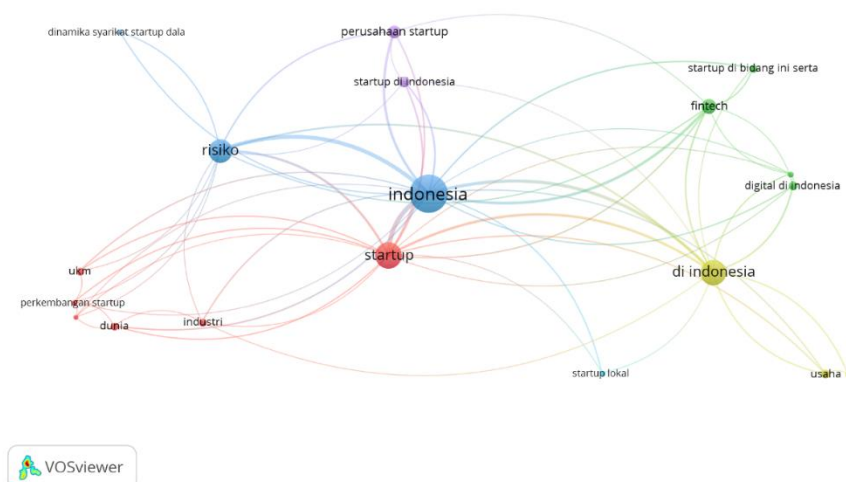 dinamika syarikat startup dala
perusahaan startup
startup di indonesia
startup di bidang ini serta
fintech
risiko
digital di indonesia
indonesia
startup
di indonesia
ukm
perkembangan startup
dunia
industri
startup lokal
usaha
VOSviewer